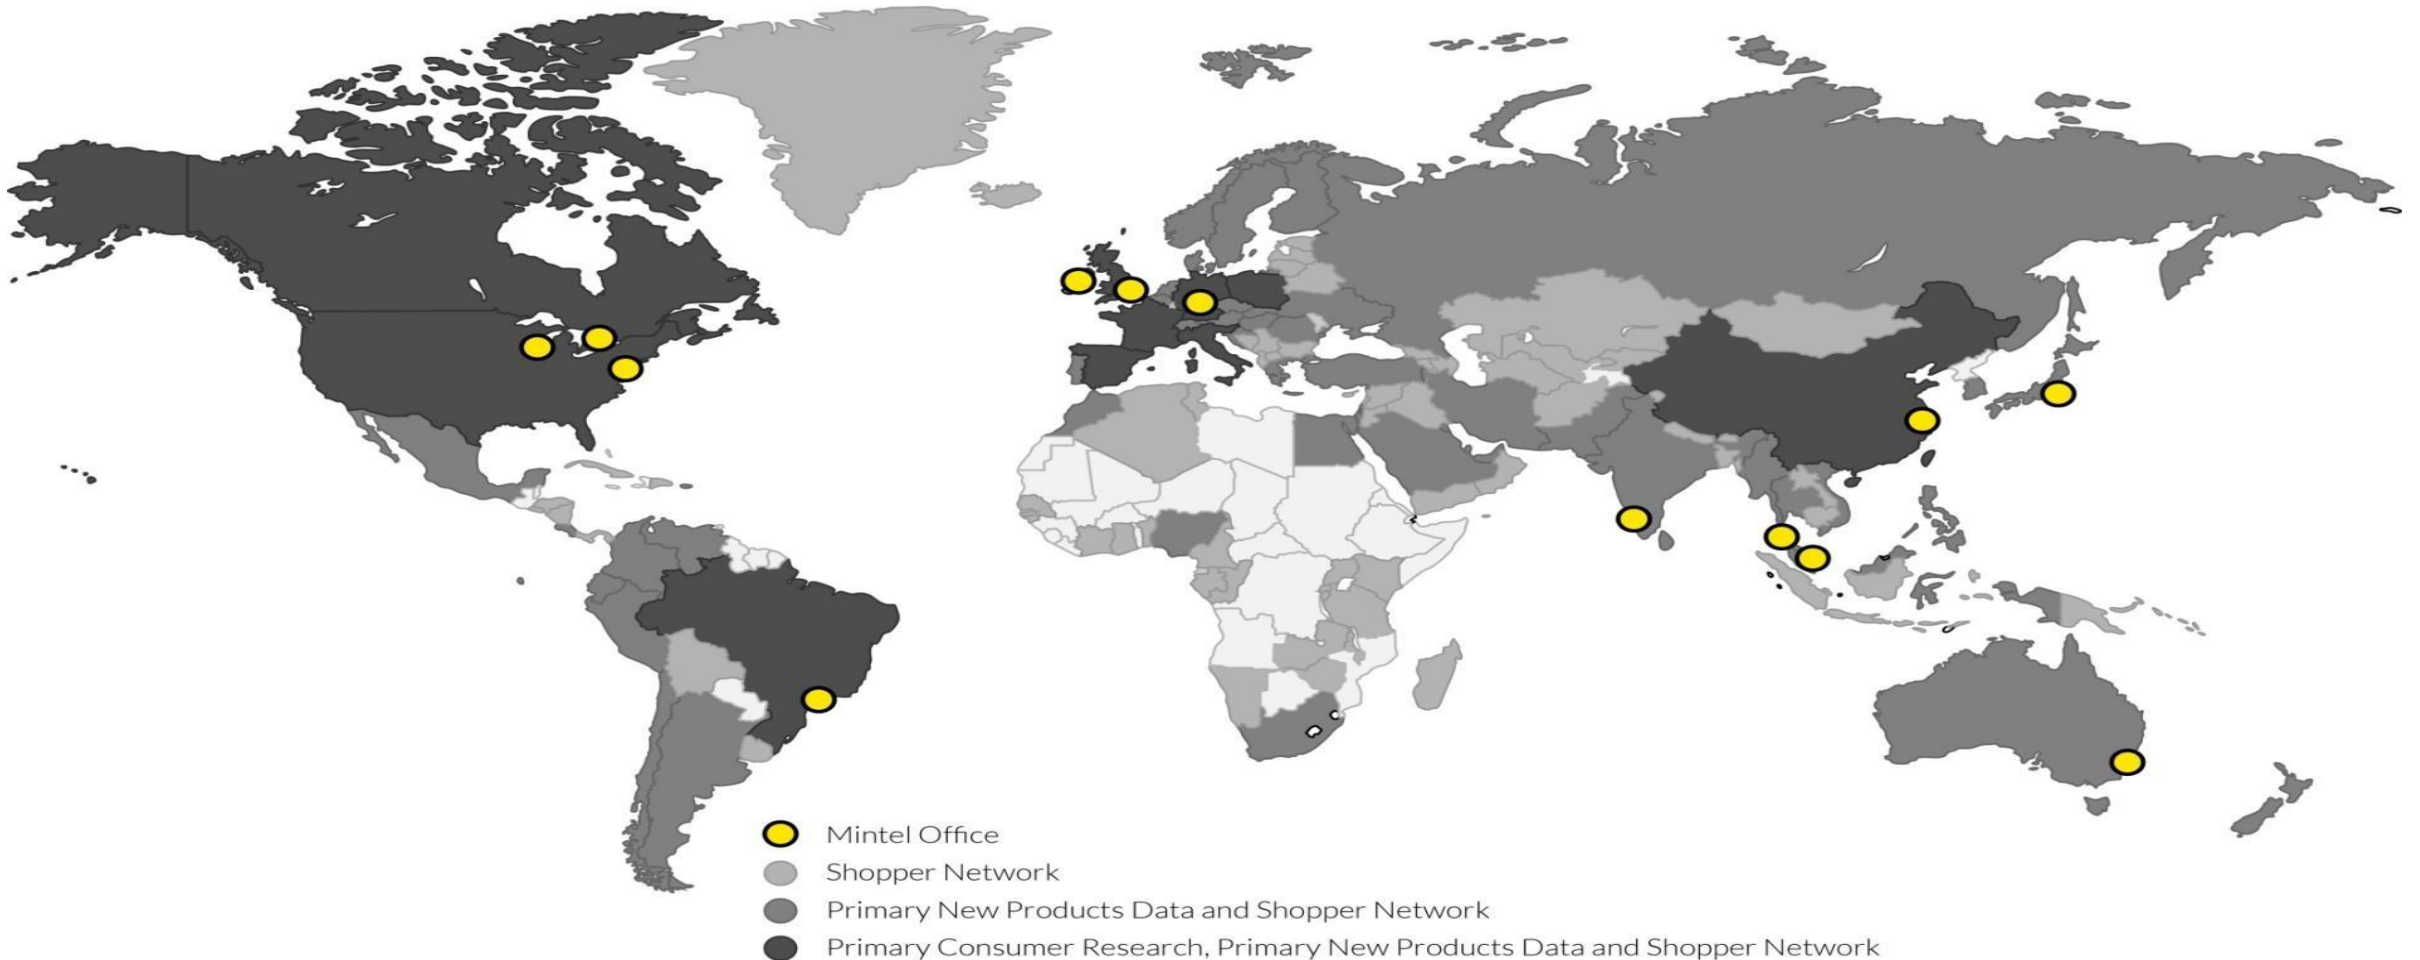 Mintel Office
Shopper Network
Primary New Products Data and Shopper Network
Primary Consumer Research, Primary New Products Data and Shopper Network